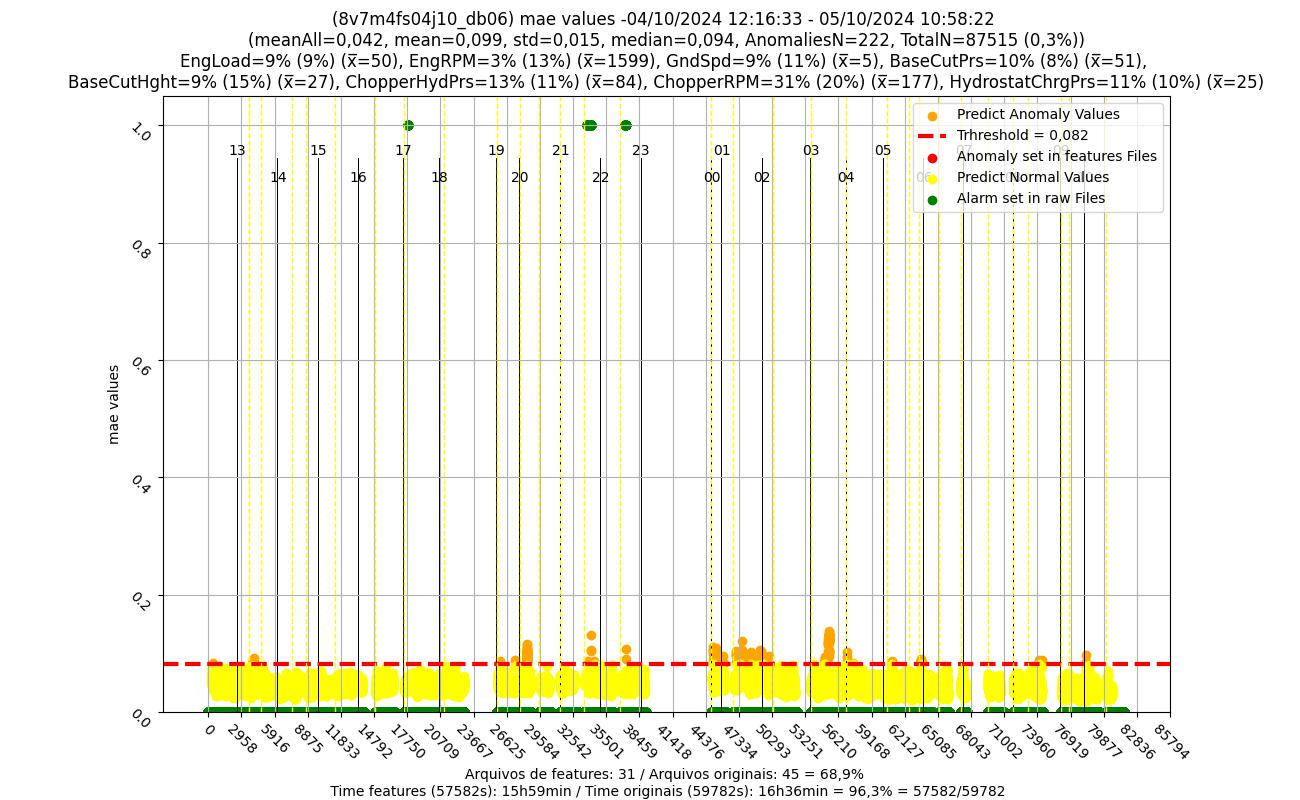 (8v7m4fs04j10_db06) mae values -04/10/2024 12:16:33 - 05/10/2024 10:58:22
(meanAll=0,042, mean=0,099, std=0,015, median=0,094, AnomaliesN=222, TotalN=87515 (0,3%))
EngLoad=9% (9%) (x̅=50), EngRPM=3% (13%) (x̅=1599), GndSpd=9% (11%) (x̅=5), BaseCutPrs=10% (8%) (x̅=51),
BaseCutHght=9% (15%) (x̅=27), ChopperHydPrs=13% (11%) (x̅=84), ChopperRPM=31% (20%) (x̅=177), HydrostatChrgPrs=11% (10%) (x̅=25)
Predict Anomaly Values
Trhreshold = 0,082
Anomaly set in features Files
Predict Normal Values
Alarm set in raw Files
13 15 17 19 21 23 01 03 05 07 09
14 16 18 20 22 00 02 04 06
1.0
0.8
0.6
0.4
0.2
0.0
mae values
0 2958 5916 8875 11833 14792 17750 20709 23667 26625 29584 32542 35501 38459 41418 44376 47334 50293 53251 56210 59168 62127 65085 68043 71002 73960 76919 79877 82836 85794
Arquivos de features: 31 / Arquivos originais: 45 = 68,9%
Time features (57582s): 15h59min / Time originais (59782s): 16h36min = 96,3% = 57582/59782